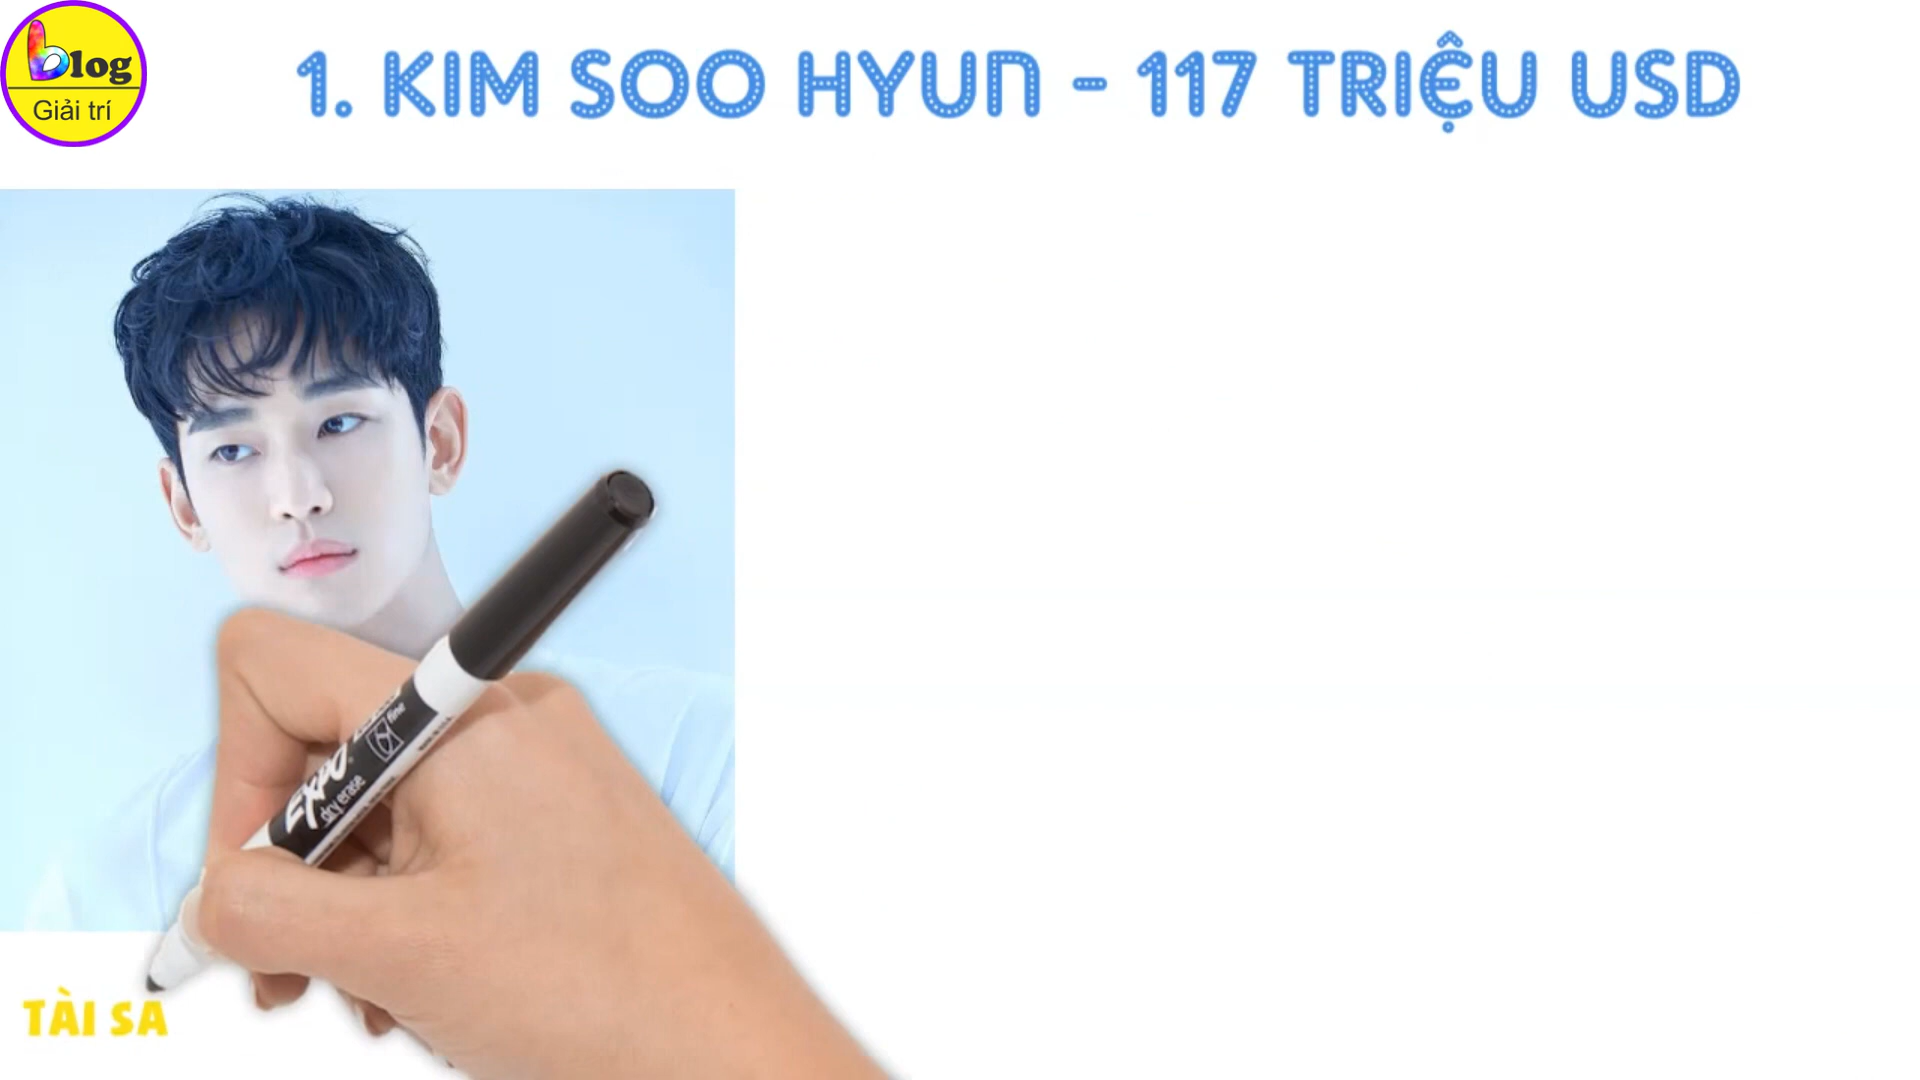 blog
Giải trí
1. KIM SOO HYUN - 117 TRIỆU USD
EXPO
dry erase
fine
TÀI SA